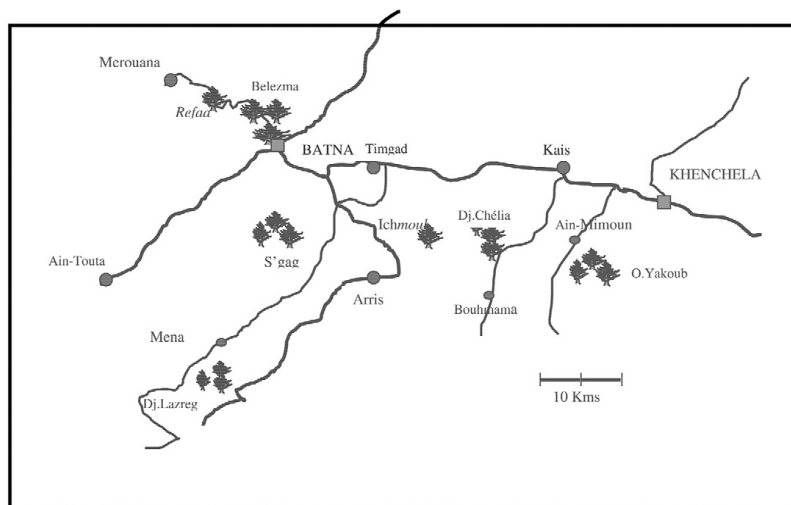 Merouana
Belezma
Refaa
BATNA
Timgad
Kais
KHENCHELA
Ichmoul
Dj.Chélia
Ain-Mimoun
Ain-Touta
S'gag
O.Yakoub
Arris
Bouhmama
Mena
10 Kms
Dj.Lazreg